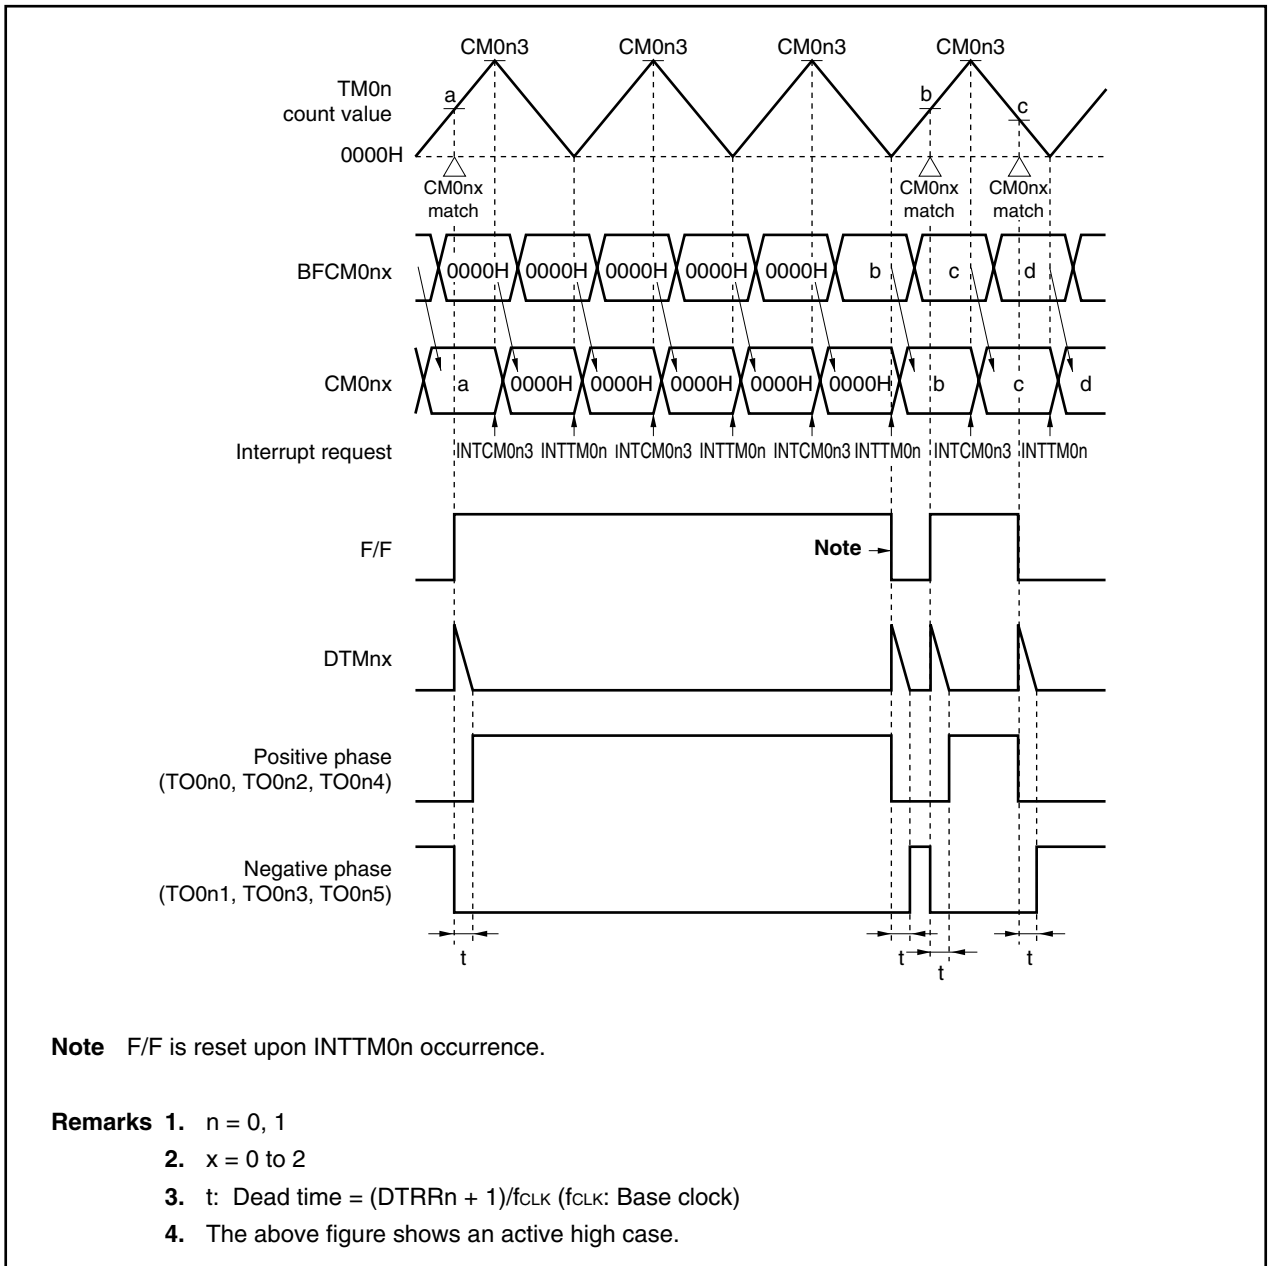 CM0n3 CM0n3 CM0n3 CM0n3
TM0n
count value
a b c
0000H
CM0nx
match
CM0nx
match
CM0nx
match
BFCM0nx 0000H 0000H 0000H 0000H 0000H b c d
CM0nx a 0000H 0000H 0000H 0000H 0000H b c d
Interrupt request INTCM0n3 INTTM0n INTCM0n3 INTTM0n INTCM0n3 INTTM0n INTCM0n3 INTTM0n
F/F Note
DTMnx
Positive phase
(TO0n0, TO0n2, TO0n4)
Negative phase
(TO0n1, TO0n3, TO0n5)
t t t t
Note F/F is reset upon INTTM0n occurrence.
Remarks 1. n = 0, 1
2. x = 0 to 2
3. t: Dead time = (DTRRn + 1)/fCLK (fCLK: Base clock)
4. The above figure shows an active high case.